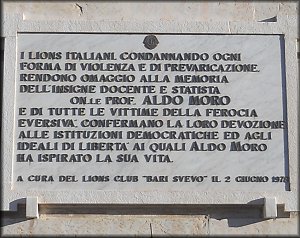 I LIONS ITALIANI, CONDANNANDO OGNI
FORMA DI VIOLENZA E DI PREVARICAZIONE,
RENDONO OMAGGIO ALLA MEMORIA
DELL'INSIGNE DOCENTE E STATISTA
ON.LE PROF. ALDO MORO
E DI TUTTE LE VITTIME DELLA FEROCIA
EVERSIVA; CONFERMANO LA LORO DEVOZIONE
ALLE ISTITUZIONI DEMOCRATICHE ED AGLI
IDEALI DI LIBERTA' AI QUALI ALDO MORO
HA ISPIRATO LA SUA VITA.
A CURA DEL LIONS CLUB "BARI SVEVO" IL 2 GIUGNO